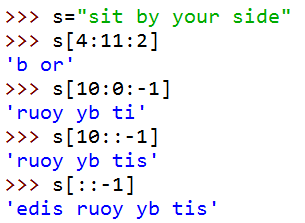 >>> s="sit by your side"
>>> s[4:11:2]
'b or'
>>> s[10:0:-1]
'ruoy yb ti'
>>> s[10::-1]
'ruoy yb tis'
>>> s[::-1]
'edis ruoy yb tis'